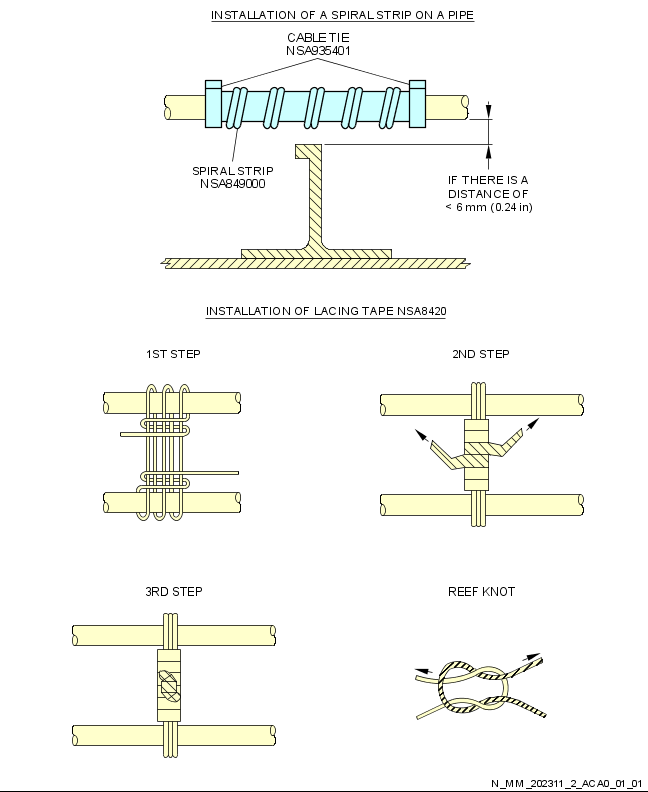 INSTALLATION OF A SPIRAL STRIP ON A PIPE
CABLE TIE
NSA935401
SPIRAL STRIP
NSA849000
IF THERE IS A
DISTANCE OF
< 6 mm (0.24 in)
INSTALLATION OF LACING TAPE NSA8420
1ST STEP
2ND STEP
3RD STEP
REEF KNOT
N_MM_202311_2_ACA0_01_01